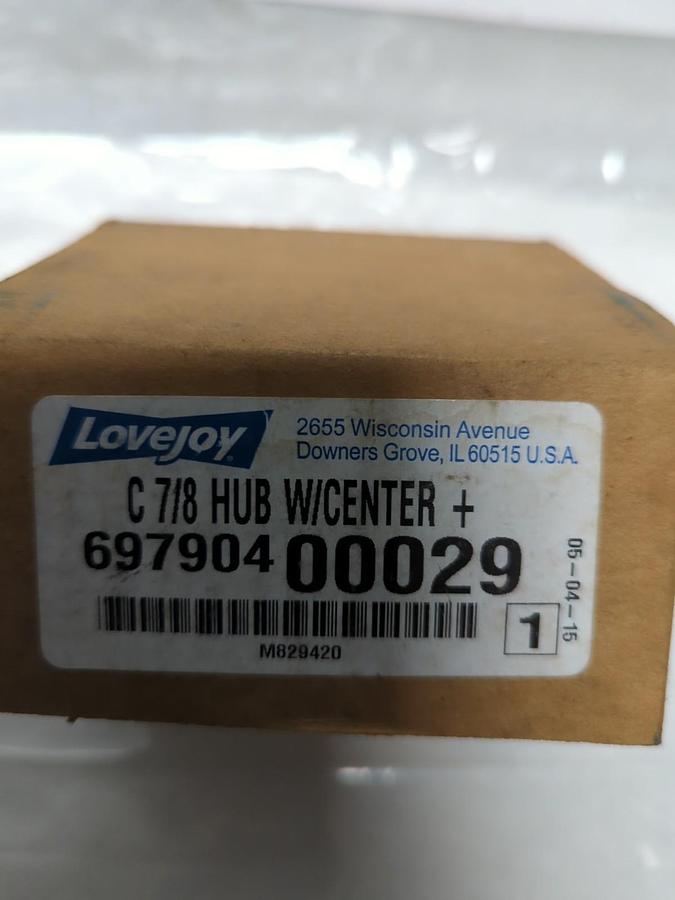 Lovejoy
2655 Wisconsin Avenue
Downers Grove, IL 60515 U.S.A.
C 7/8 HUB W/CENTER +
697904 00029
M829420
1
05-04-15